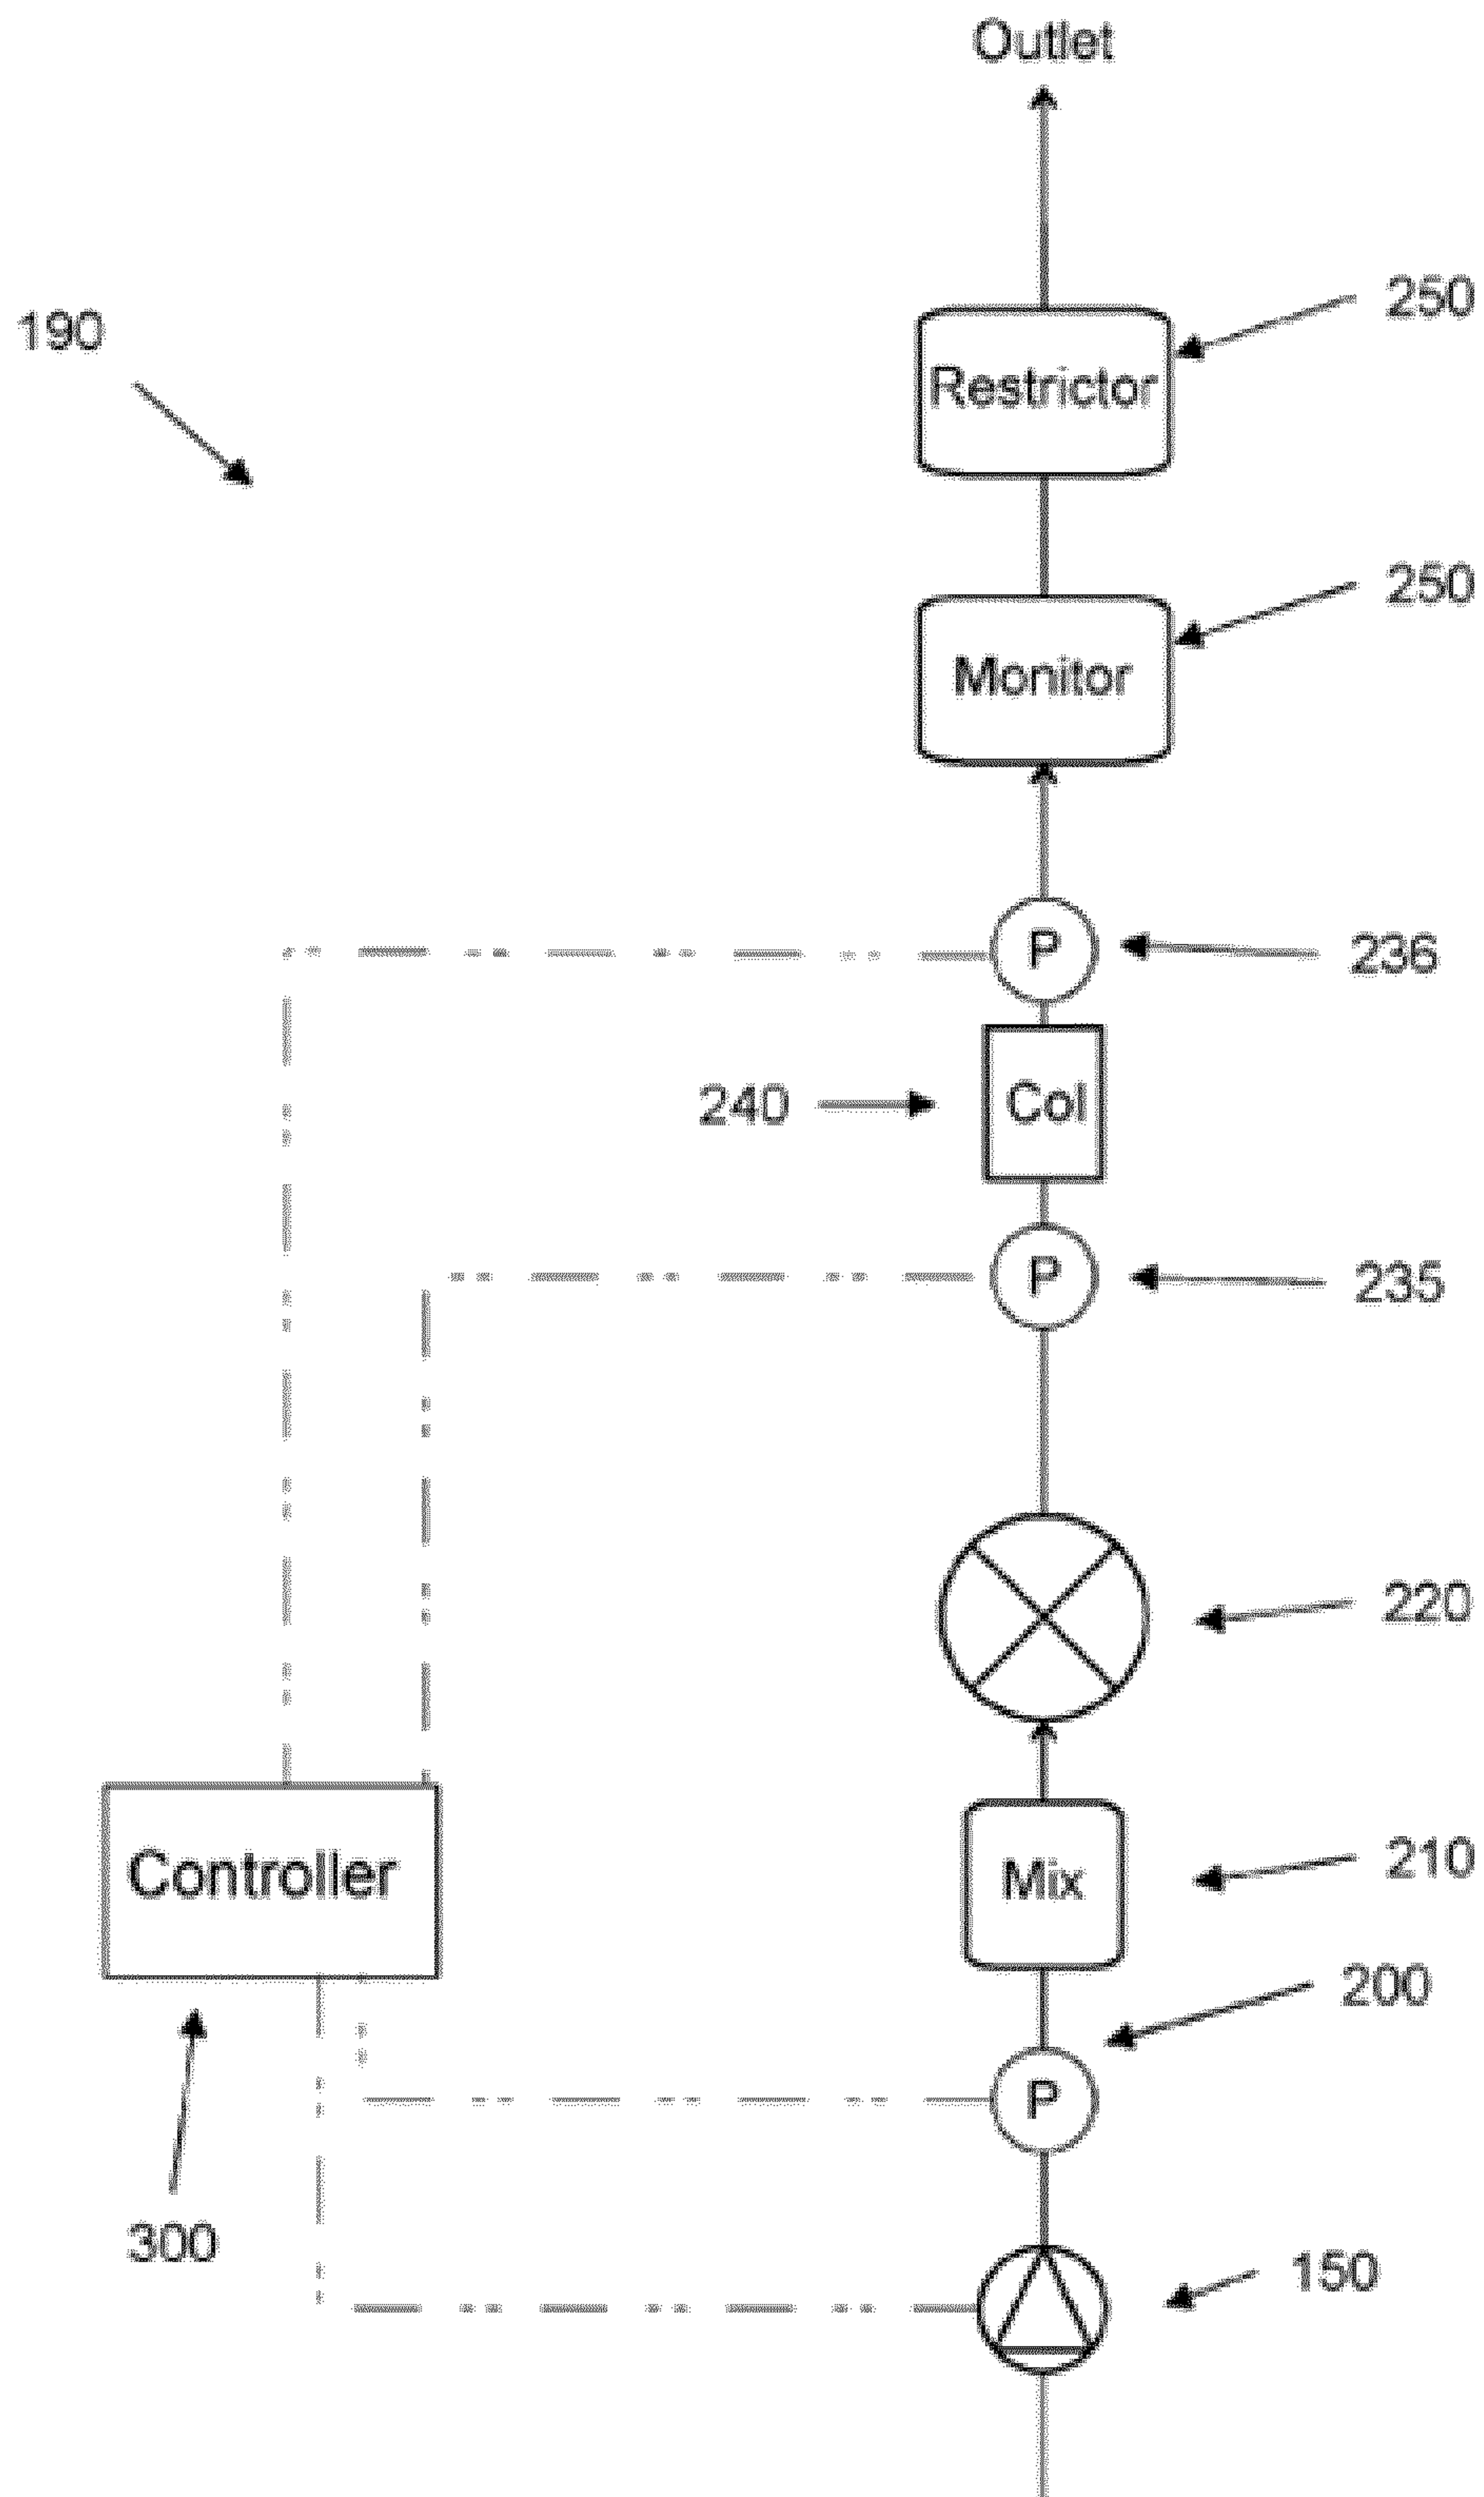 Outlet
250
190
Restrictor
250
Monitor
P
236
240
Col
P
235
220
Controller
Mix
210
200
P
300
150